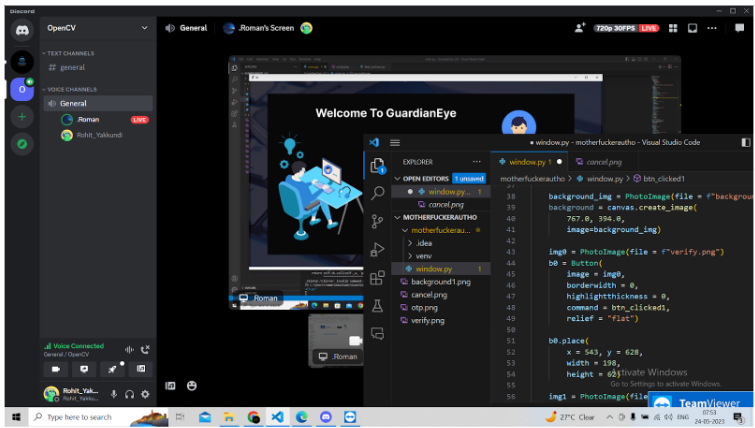 Discord
OpenCV
General
.Roman's Screen
720p 30FPS LIVE
TEXT CHANNELS
# general
VOICE CHANNELS
General
.Roman LIVE
Rohit_Yakkundi
Welcome To GuardianEye
.Roman
.Roman
window.py - motherfuckerautho - Visual Studio Code
EXPLORER
window.py 1
cancel.png
OPEN EDITORS 1 unsaved
window.py... 1
cancel.png
MOTHERFUCKERAUTHO
motherfuckerau...
.idea
venv
window.py 1
background1.png
cancel.png
otp.png
verify.png
motherfuckerautho > window.py > btn_clicked1
37
38 background_img = PhotoImage(file = f"backgrou
39 background = canvas.create_image(
40 767.0, 394.0,
41 image=background_img)
42
43 img0 = PhotoImage(file = f"verify.png")
44 b0 = Button(
45 image = img0,
46 borderwidth = 0,
47 highlightthickness = 0,
48 command = btn_clicked1,
49 relief = "flat")
50
51 b0.place(
52 x = 543, y = 628,
53 width = 198,
54 height = 62)
55
56 img1 = PhotoImage(file
Activate Windows
Go to Settings to activate Windows.
TeamViewer
Voice Connected
General / OpenCV
Rohit_Yak...
Rohit_Yakku...
Type here to search
27°C Clear
ENG
07:53
24-05-2023